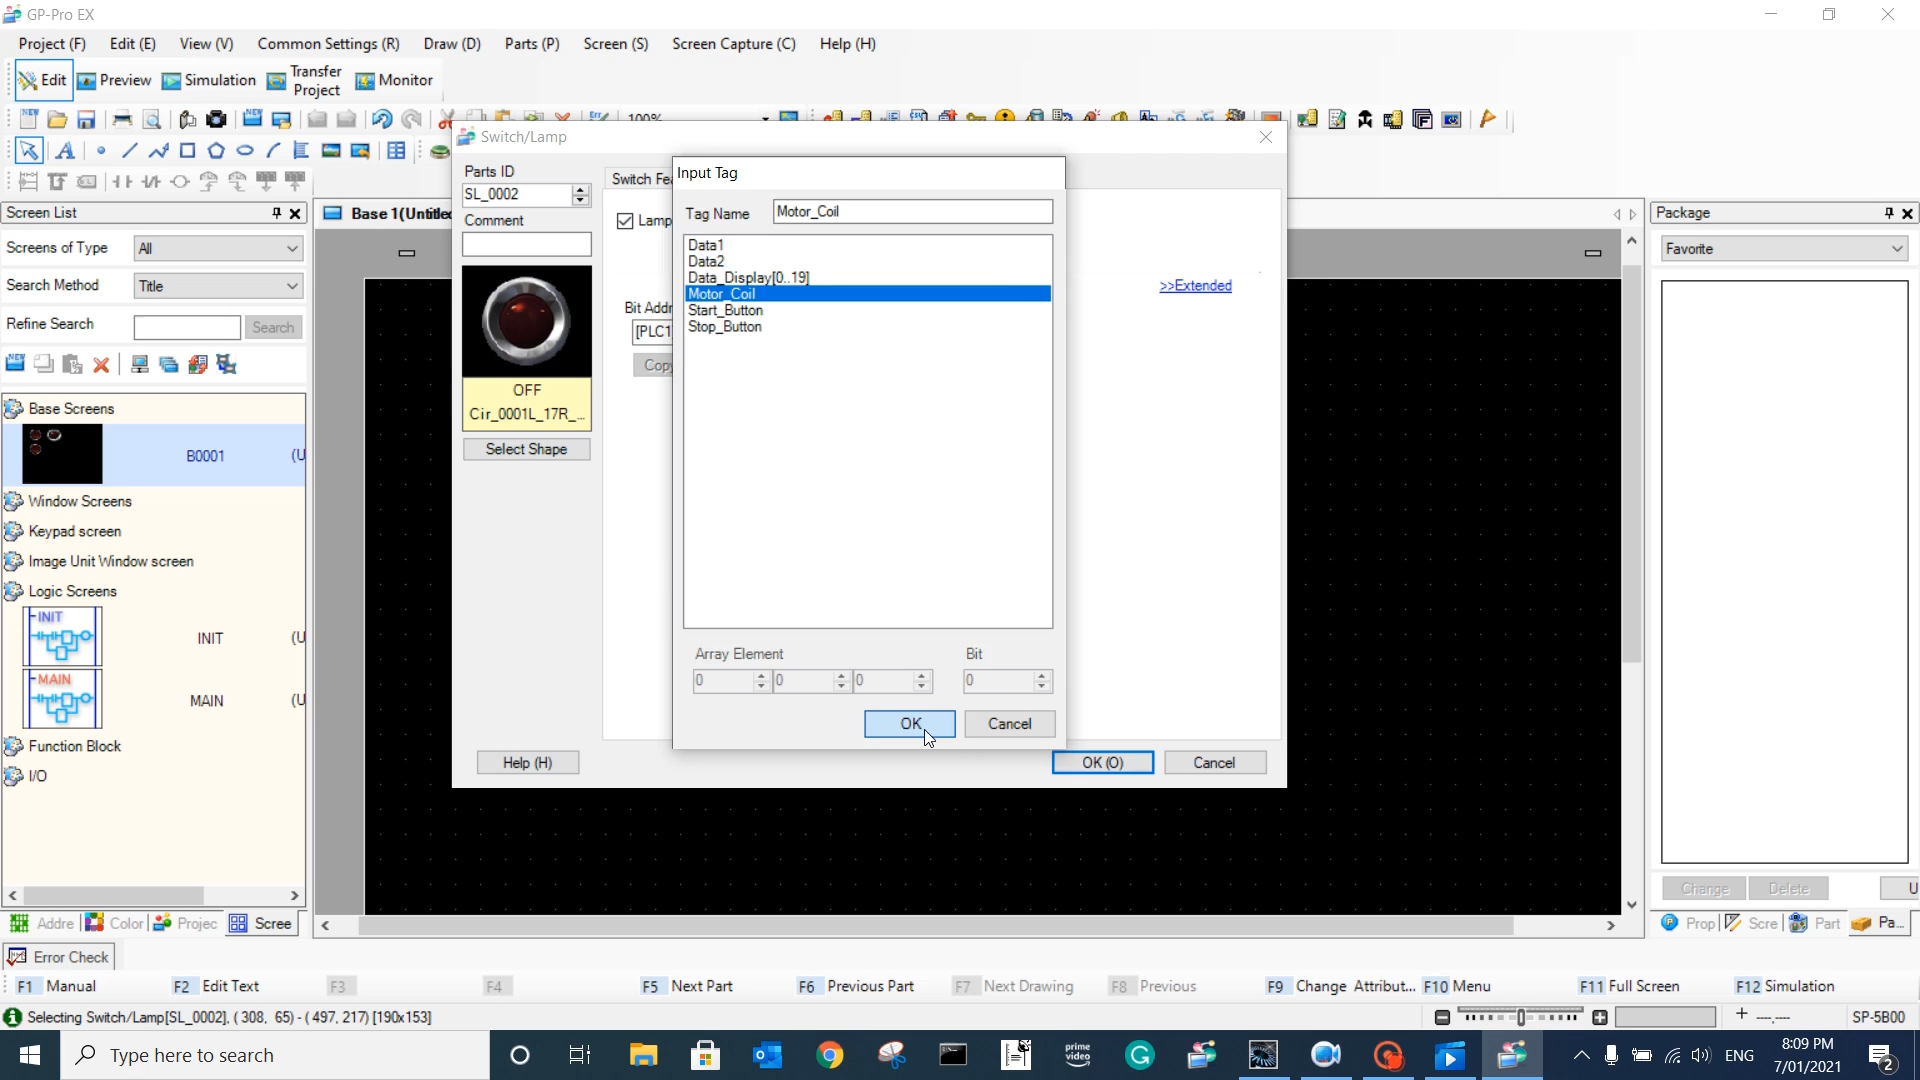 GP-Pro EX
Project (F) Edit (E) View (V) Common Settings (R) Draw (D) Parts (P) Screen (S) Screen Capture (C) Help (H)
Edit Preview Simulation Transfer Project Monitor
100%
Switch/Lamp
Parts ID
SL_0002
Comment
OFF
Cir_0001L_17R_...
Select Shape
Switch Fea
Lamp
Bit Addr
[PLC1
Copy
>>Extended
Help (H)
OK (O)
Cancel
Input Tag
Tag Name Motor_Coil
Data1
Data2
Data_Display[0..19]
Motor_Coil
Start_Button
Stop_Button
Array Element Bit
0 0 0 0
OK Cancel
Screen List
Screens of Type All
Search Method Title
Refine Search Search
NEW
Base Screens
B0001 (U
Window Screens
Keypad screen
Image Unit Window screen
Logic Screens
INIT INIT (U
MAIN MAIN (U
Function Block
I/O
Addre Color Projec Scree
Base 1(Untitle
Package
Favorite
Change Delete U
Prop Scre Part Pa...
Error Check
F1 Manual F2 Edit Text F3 F4 F5 Next Part F6 Previous Part F7 Next Drawing F8 Previous F9 Change Attribut... F10 Menu F11 Full Screen F12 Simulation
Selecting Switch/Lamp[SL_0002], ( 308, 65) - ( 497, 217) [190x153]
SP-5B00
Type here to search
prime video
ENG
8:09 PM
7/01/2021
2